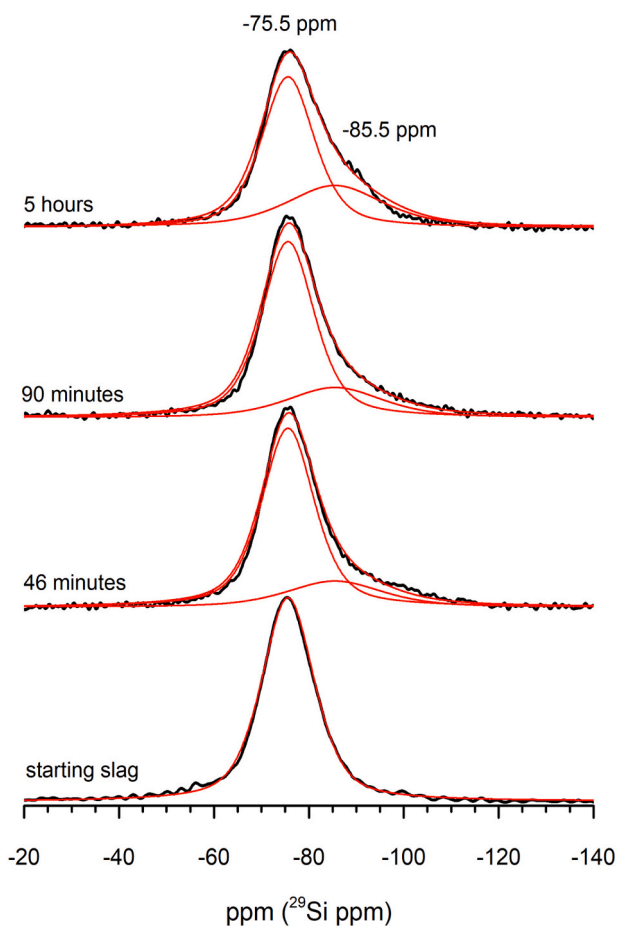 -75.5 ppm
-85.5 ppm
5 hours
90 minutes
46 minutes
starting slag
-20 -40 -60 -80 -100 -120 -140
ppm (²⁹Si ppm)